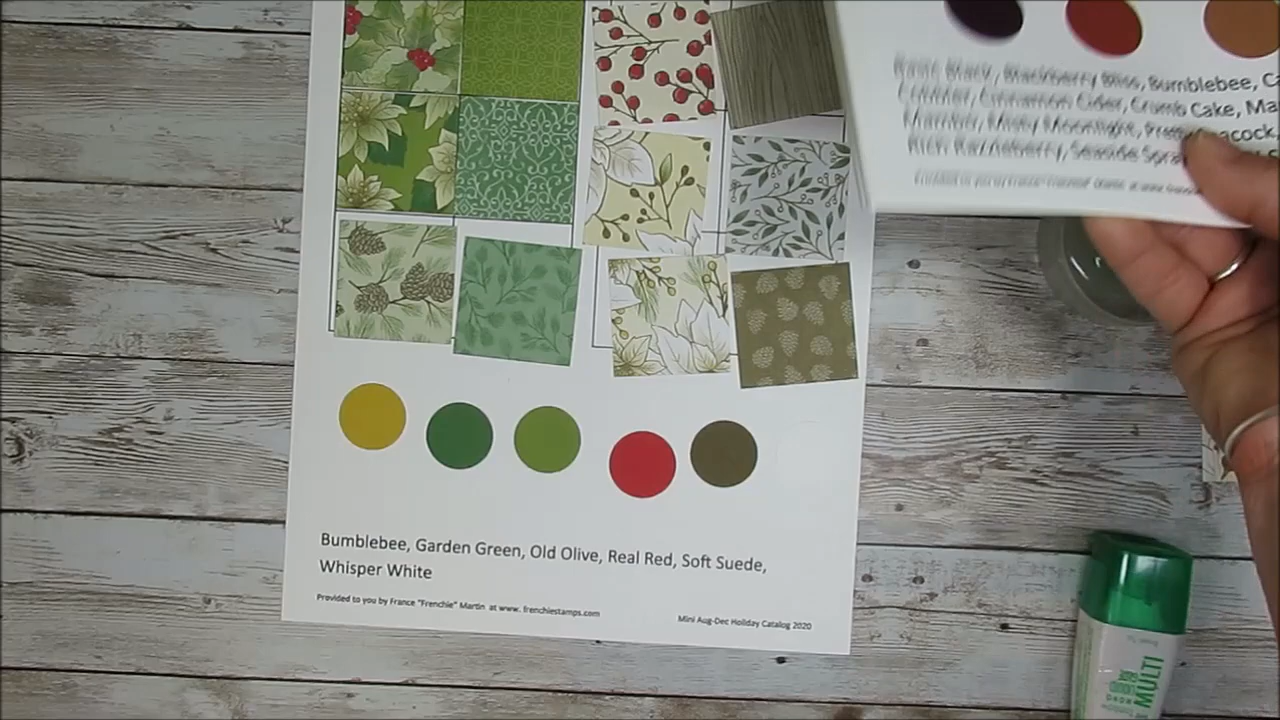 Basic Black, Blackberry Bliss, Bumblebee,
Cinnamon Cider, Crumb Cake,
Misty Moonlight,
Rich Razzleberry, Seaside
Bumblebee, Garden Green, Old Olive, Real Red, Soft Suede,
Whisper White
Provided to you by France "Frenchie" Martin at www. frenchiestamps.com
Mini Aug-Dec Holiday Catalog 2020
MONO
MULTI